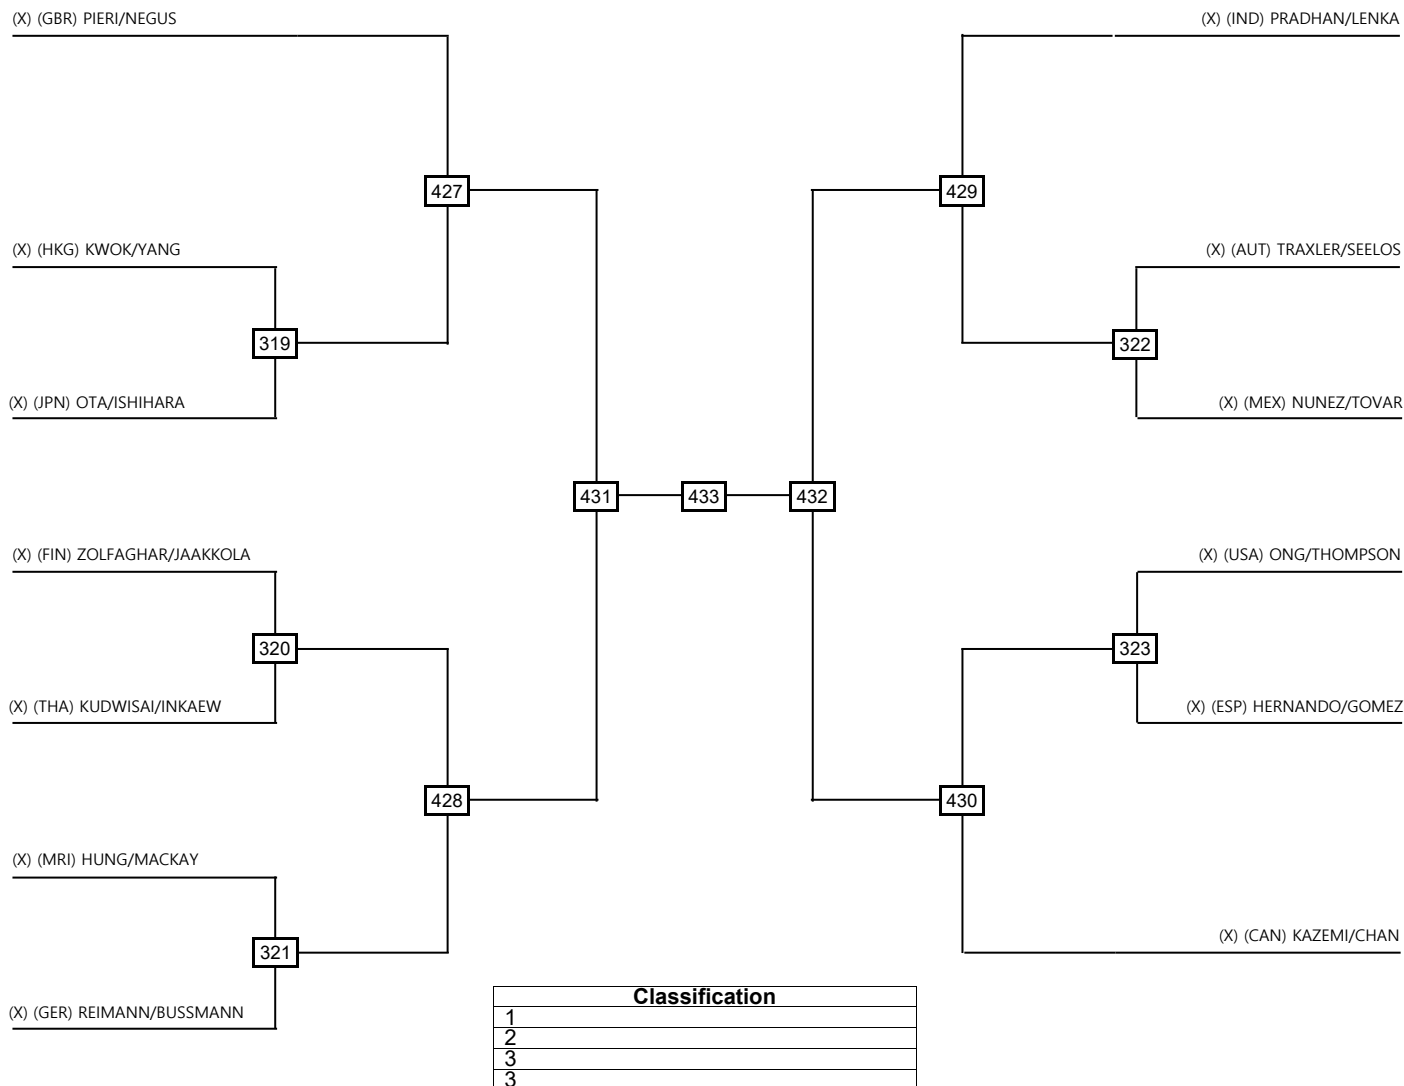 (X) (GBR) PIERI/NEGUS
(X) (IND) PRADHAN/LENKA
427
429
(X) (HKG) KWOK/YANG
(X) (AUT) TRAXLER/SEELOS
319
322
(X) (JPN) OTA/ISHIHARA
(X) (MEX) NUNEZ/TOVAR
431
433
432
(X) (FIN) ZOLFAGHAR/JAAKKOLA
(X) (USA) ONG/THOMPSON
320
323
(X) (THA) KUDWISAI/INKAEW
(X) (ESP) HERNANDO/GOMEZ
428
430
(X) (MRI) HUNG/MACKAY
(X) (CAN) KAZEMI/CHAN
321
(X) (GER) REIMANN/BUSSMANN
Classification
1
2
3
3